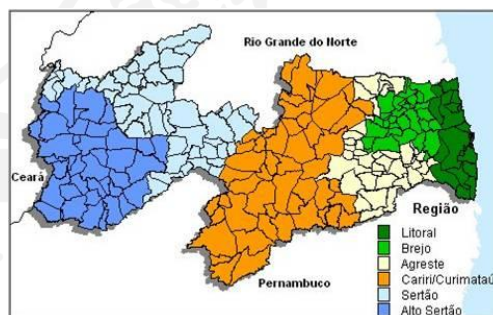 Rio Grande do Norte
Ceará
Pernambuco
Região
Litoral
Brejo
Agreste
Cariri/Curimataú
Sertão
Alto Sertão